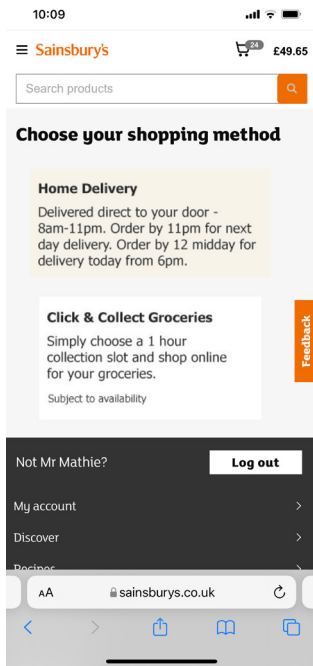 10:09
Sainsbury's
24
£49.65
Search products
Choose your shopping method
Home Delivery
Delivered direct to your door -
8am-11pm. Order by 11pm for next
day delivery. Order by 12 midday for
delivery today from 6pm.
Click & Collect Groceries
Simply choose a 1 hour
collection slot and shop online
for your groceries.
Subject to availability
Feedback
Not Mr Mathie?
Log out
My account
Discover
Recipes
AA
sainsburys.co.uk